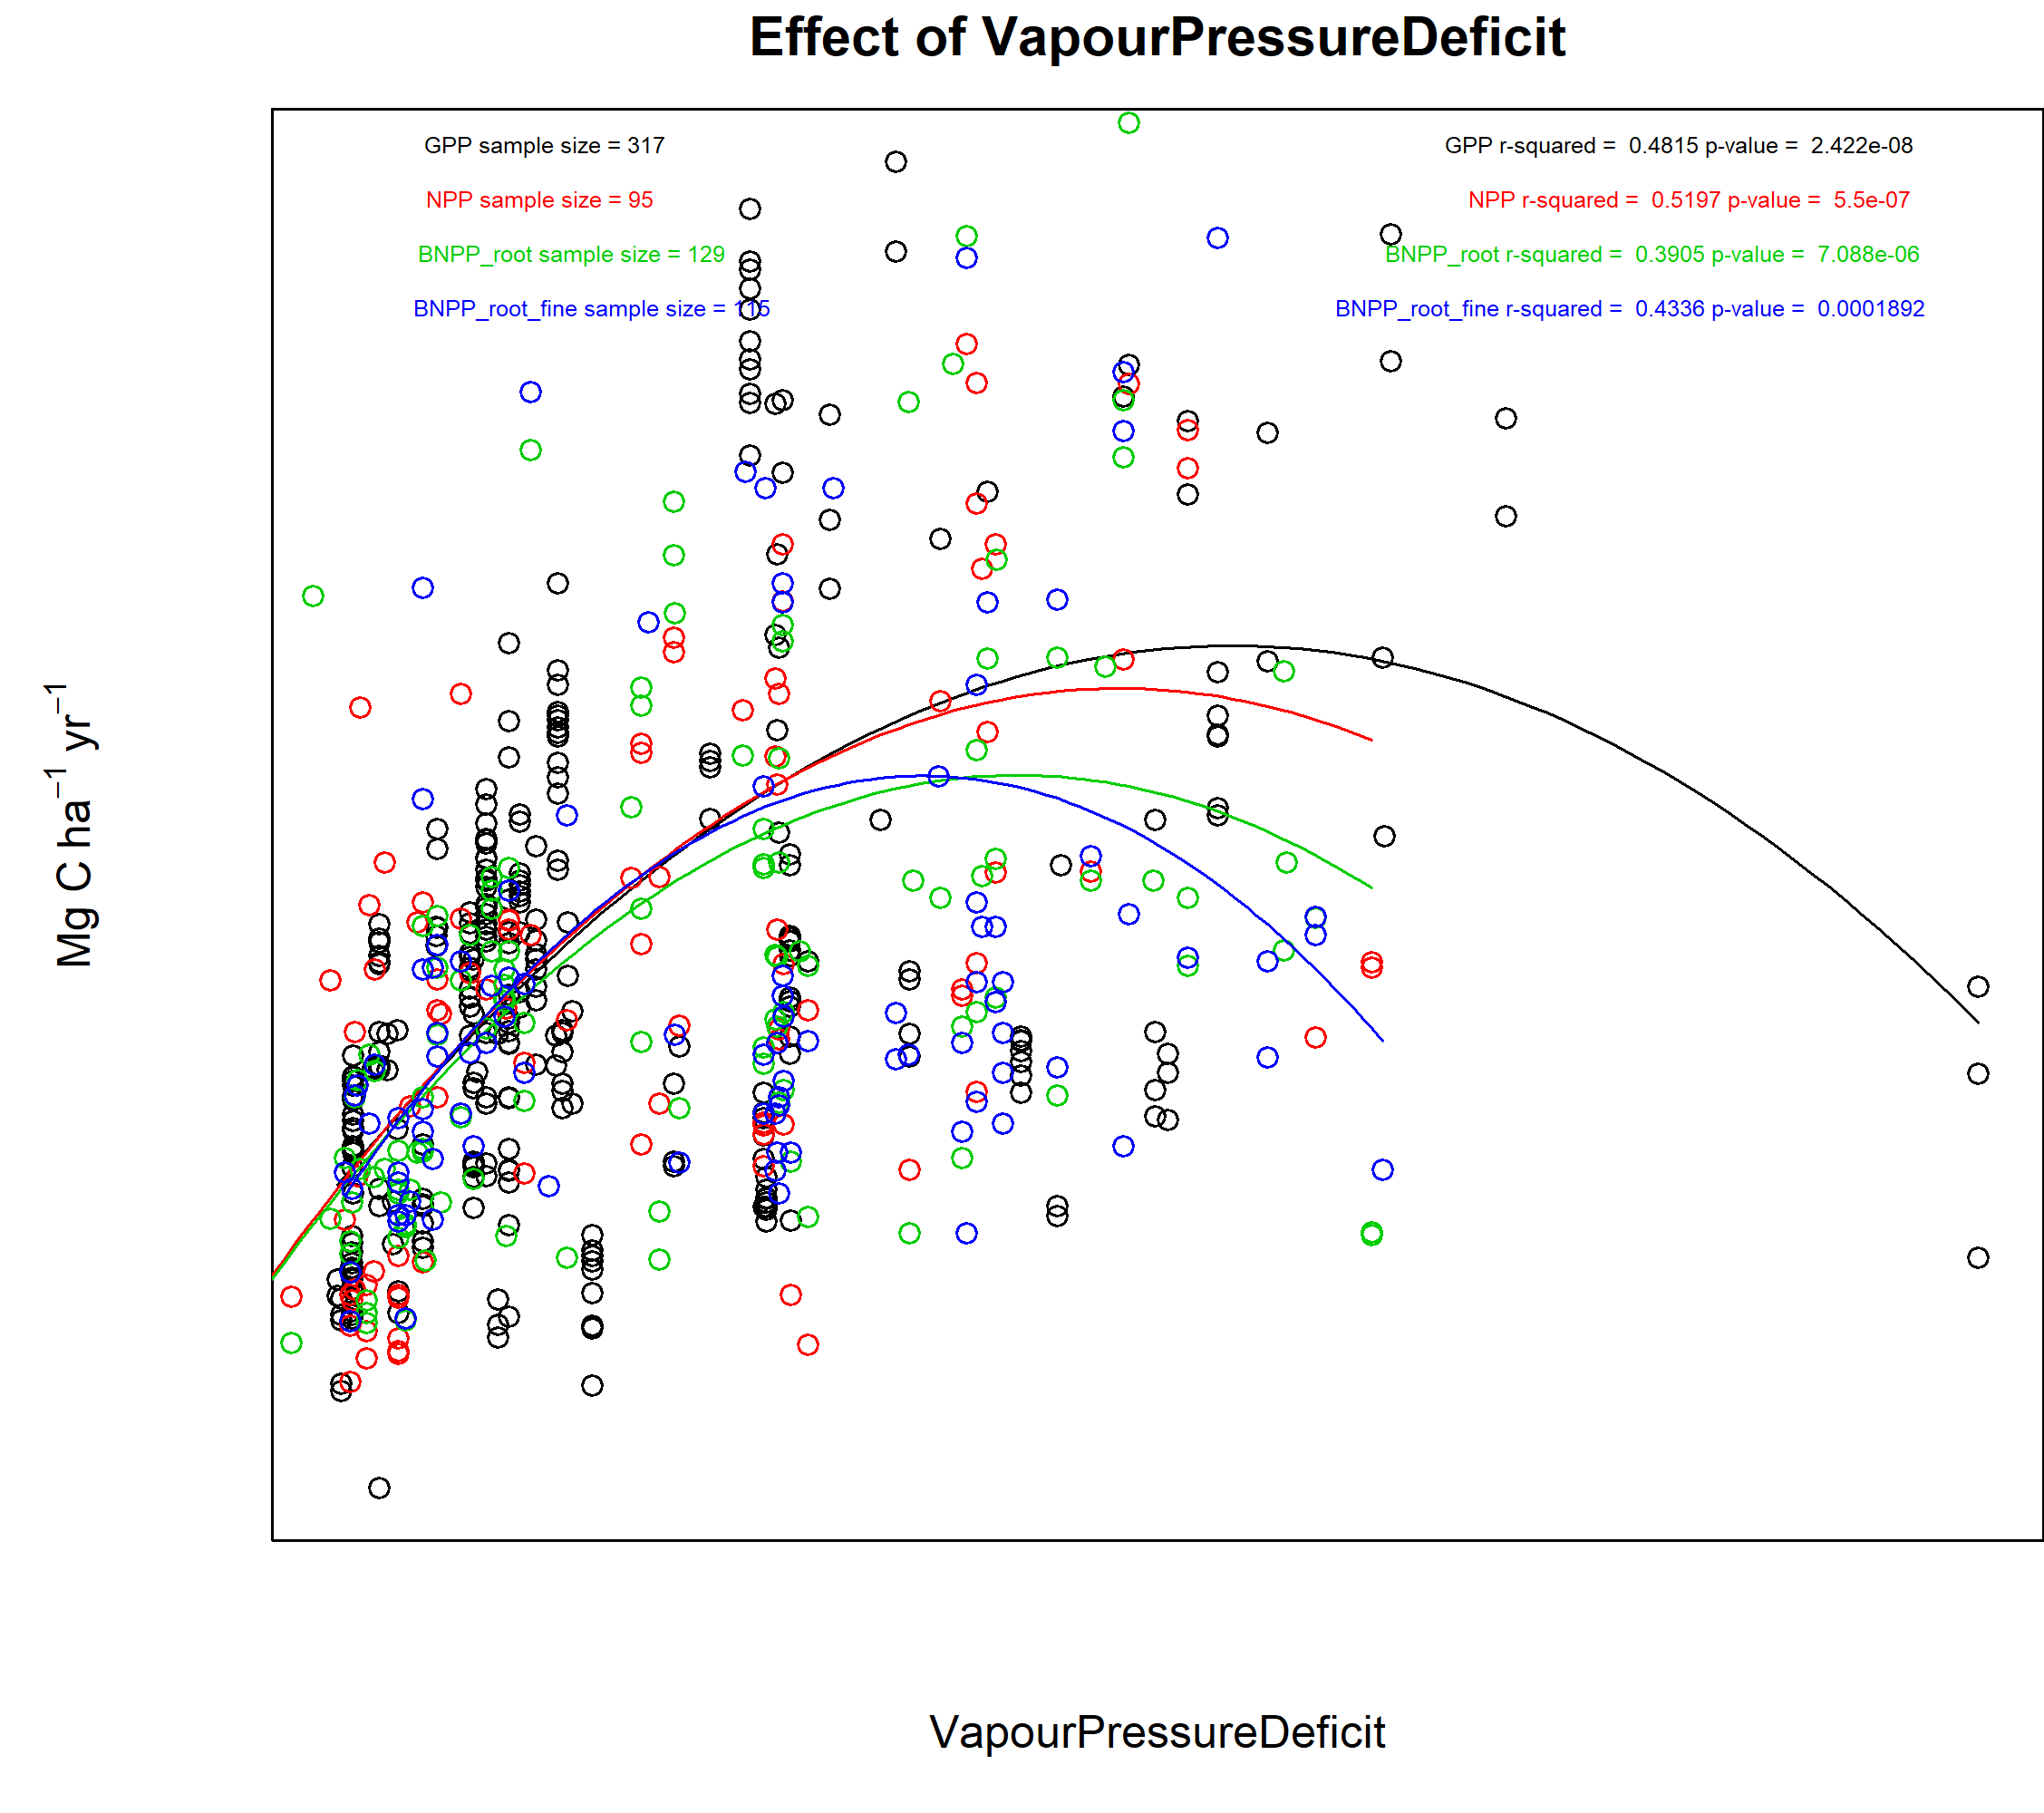 Effect of VapourPressureDeficit
GPP sample size = 317
GPP r-squared =  0.4815 p-value =  2.422e-08
NPP sample size = 95
NPP r-squared =  0.5197 p-value =  5.5e-07
BNPP_root sample size = 129
BNPP_root r-squared =  0.3905 p-value =  7.088e-06
BNPP_root_fine sample size = 115
BNPP_root_fine r-squared =  0.4336 p-value =  0.0001892
Mg C ha⁻¹ yr⁻¹
VapourPressureDeficit